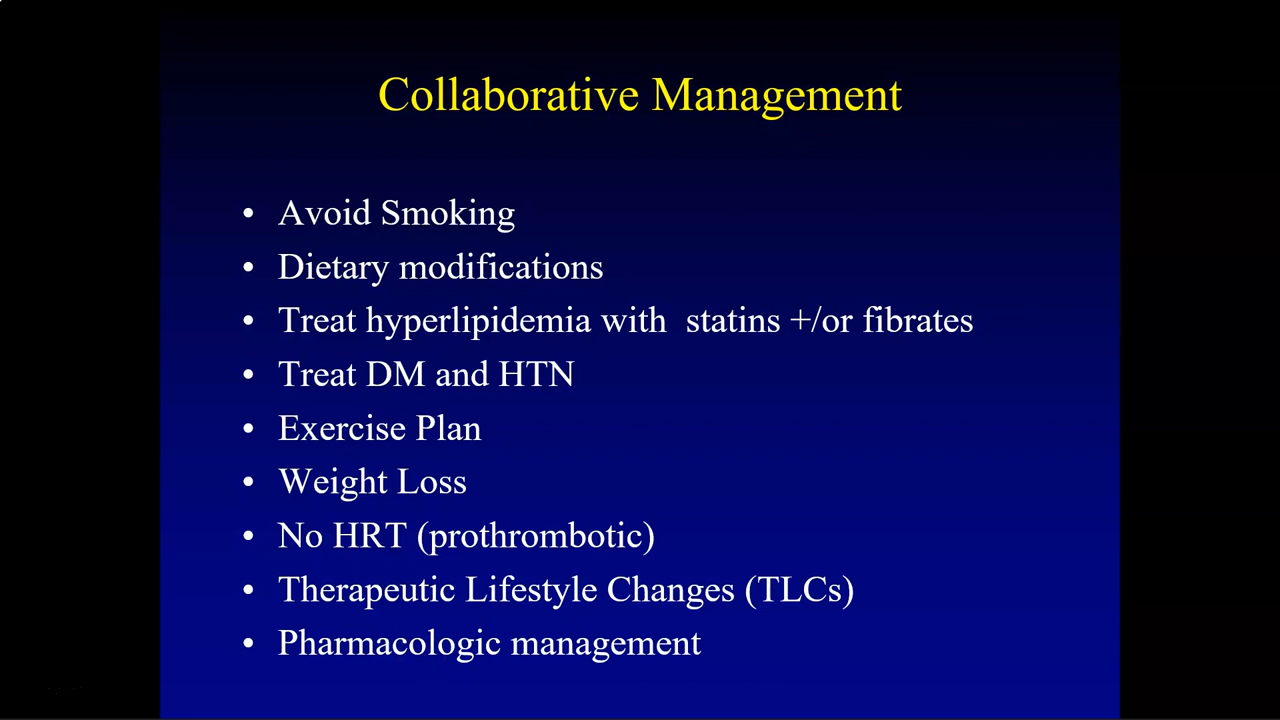 Collaborative Management
• Avoid Smoking
• Dietary modifications
• Treat hyperlipidemia with  statins +/or fibrates
• Treat DM and HTN
• Exercise Plan
• Weight Loss
• No HRT (prothrombotic)
• Therapeutic Lifestyle Changes (TLCs)
• Pharmacologic management